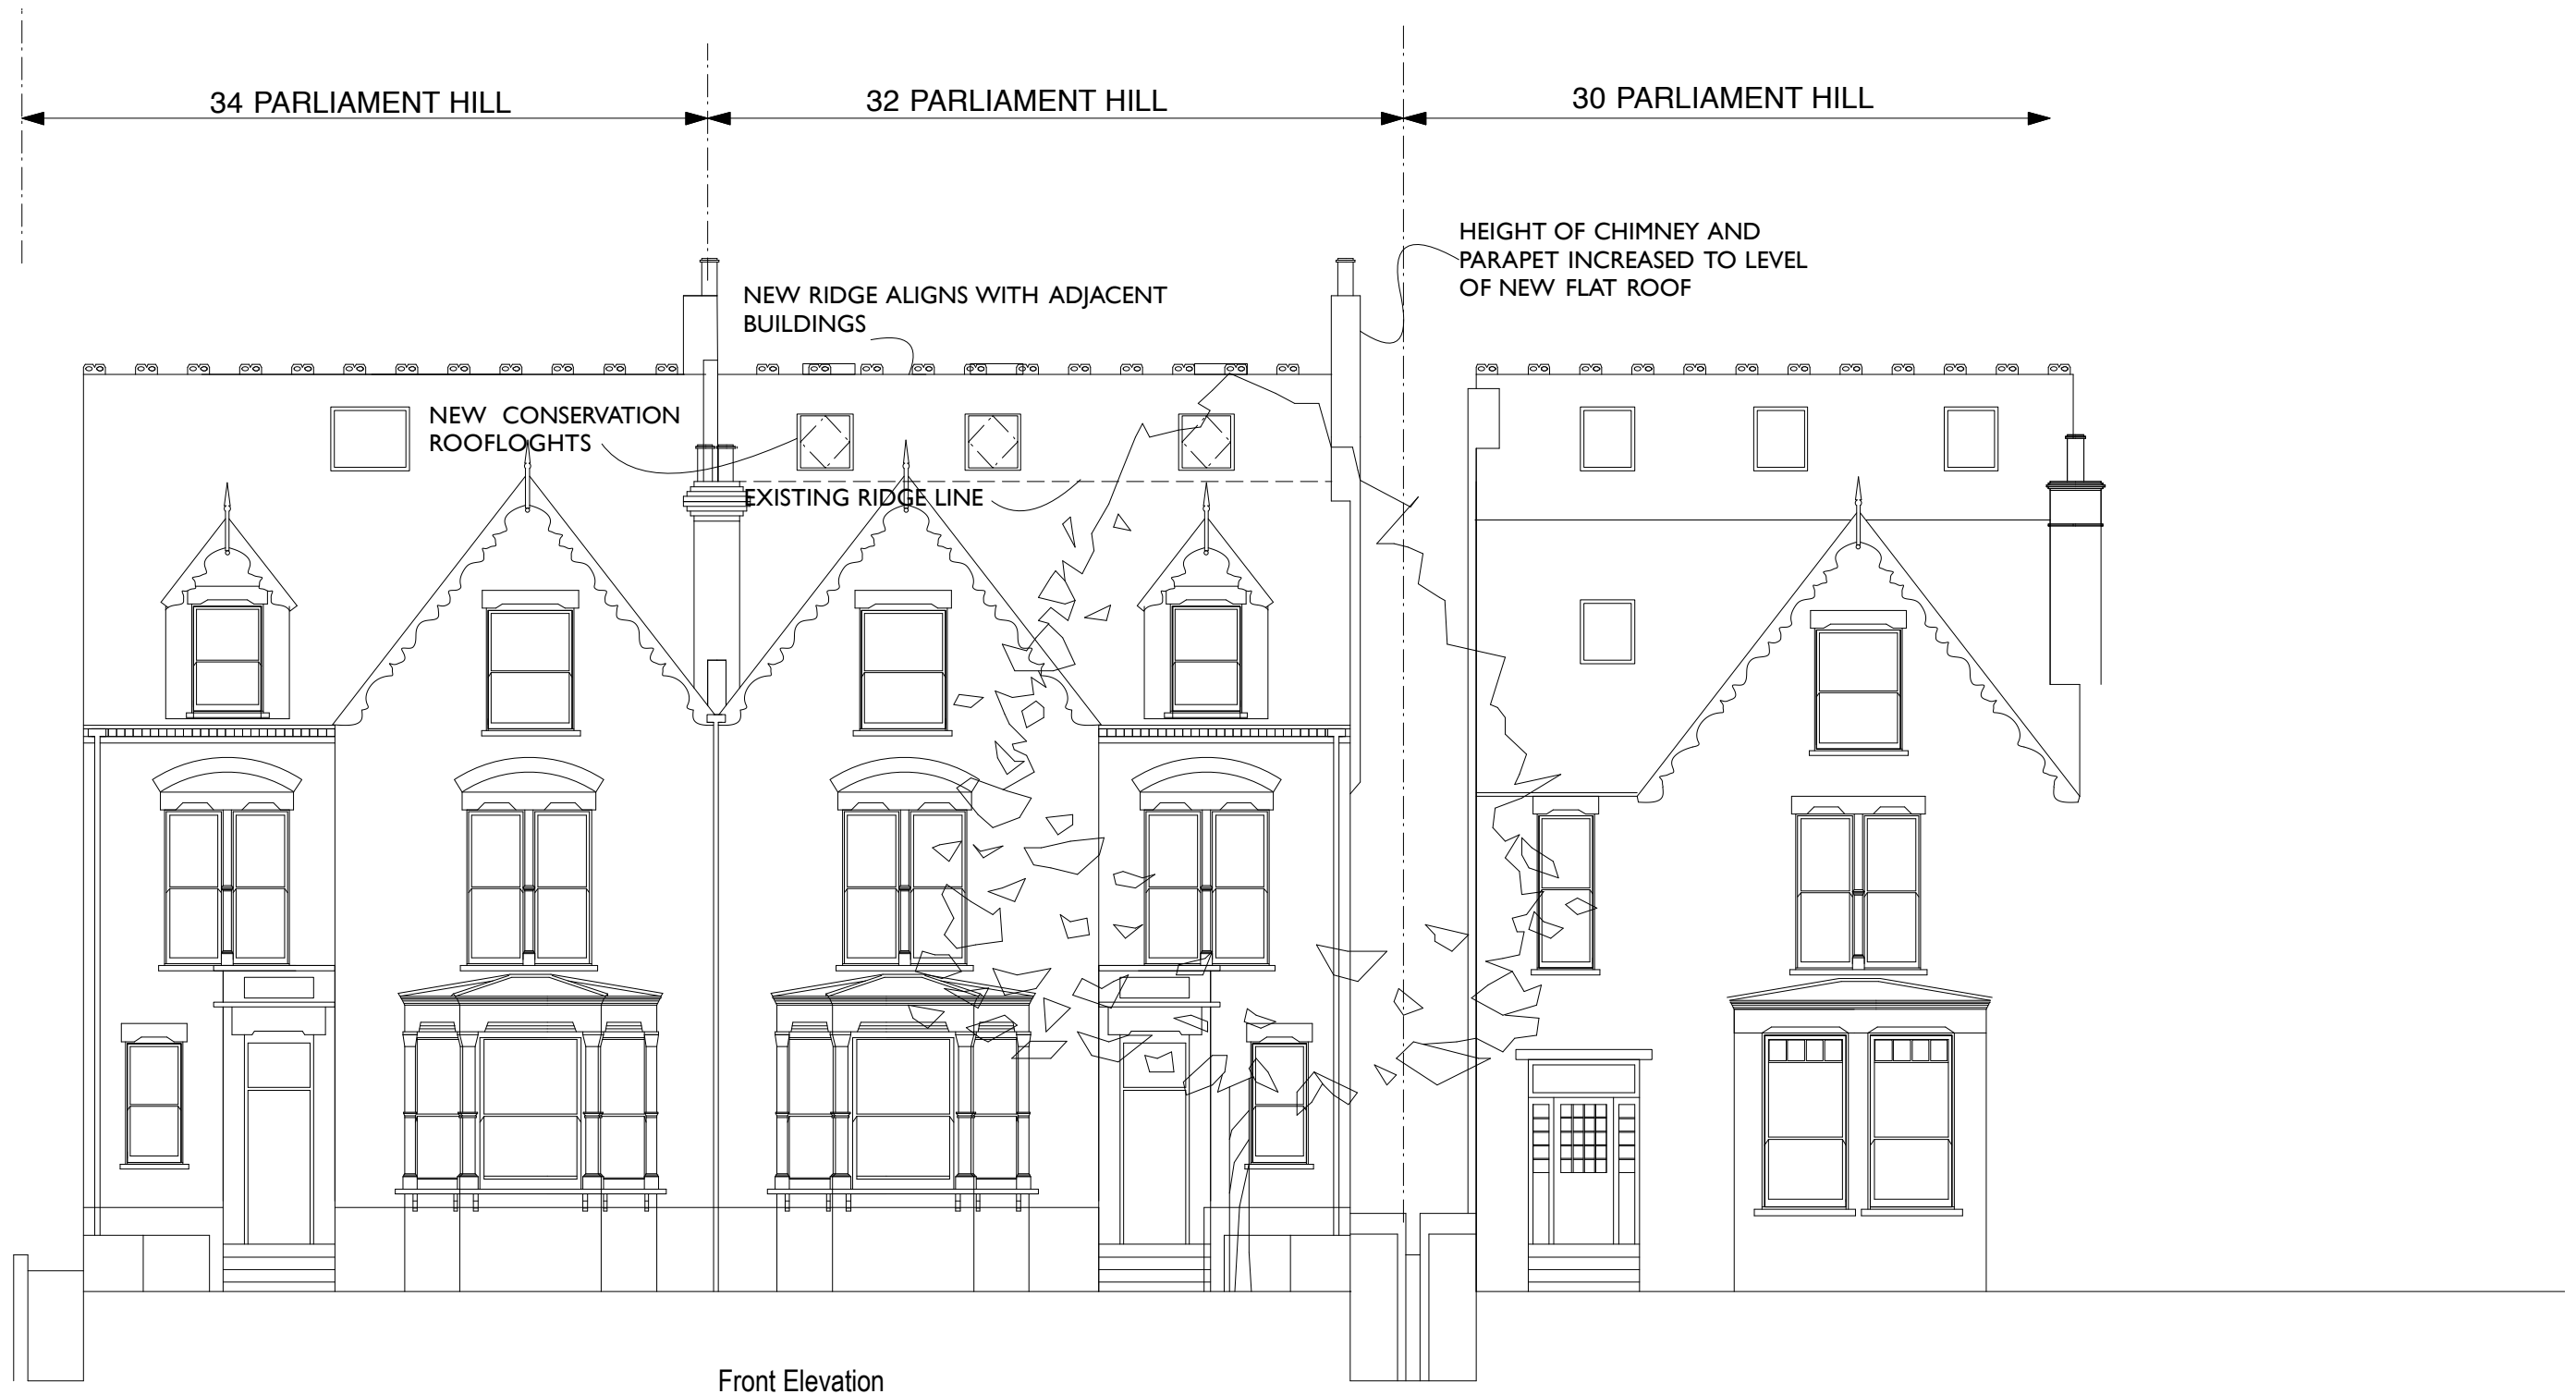 34 PARLIAMENT HILL
32 PARLIAMENT HILL
30 PARLIAMENT HILL
HEIGHT OF CHIMNEY AND
PARAPET INCREASED TO LEVEL
OF NEW FLAT ROOF
NEW RIDGE ALIGNS WITH ADJACENT
BUILDINGS
NEW CONSERVATION
ROOFLOGHTS
EXISTING RIDGE LINE
Front Elevation